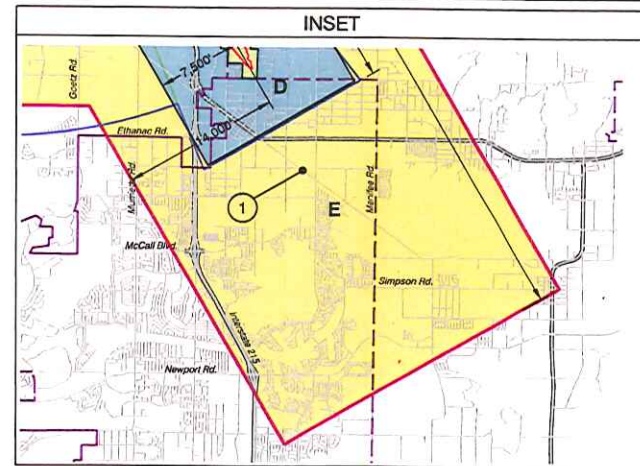 INSET
Goetz Rd.
7,500'
D
14,000'
Ethanac Rd.
Murrieta Rd.
1
E
Menifee Rd.
McCall Blvd.
Simpson Rd.
Interstate 215
Newport Rd.